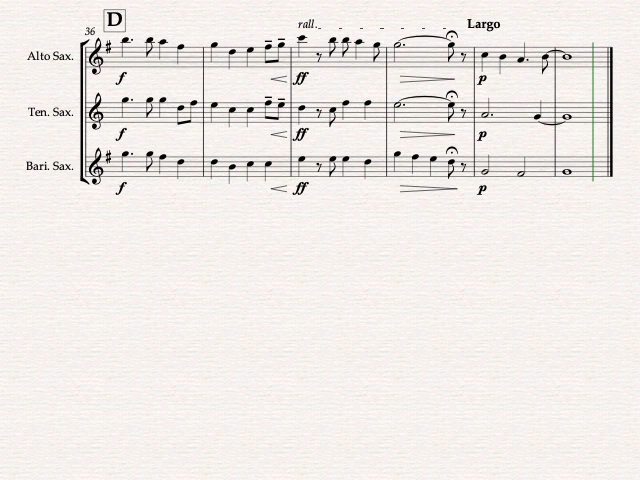 D
36
rall.
Largo
Alto Sax.
f
ff
p
Ten. Sax.
f
ff
p
Bari. Sax.
f
ff
p